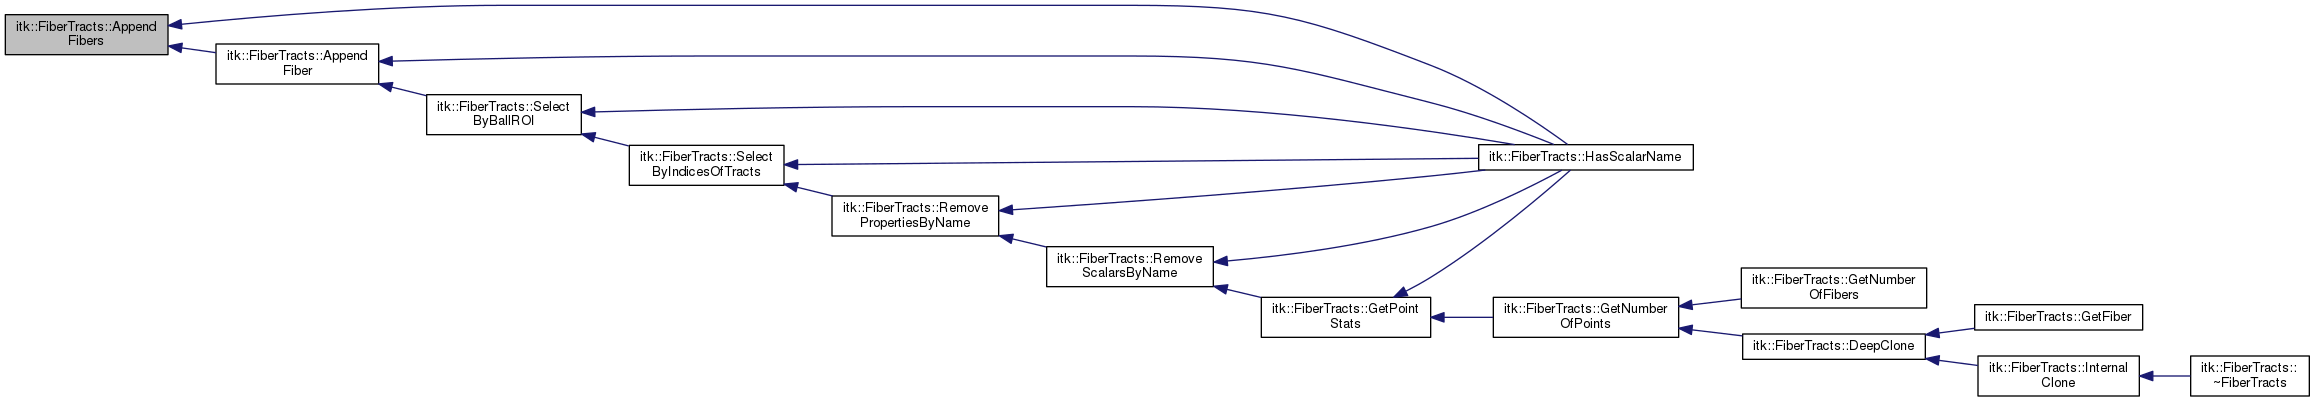 itk::FiberTracts::Append
Fibers
itk::FiberTracts::Append
Fiber
itk::FiberTracts::Select
ByBallROI
itk::FiberTracts::Select
ByIndicesOfTracts
itk::FiberTracts::HasScalarName
itk::FiberTracts::Remove
PropertiesByName
itk::FiberTracts::Remove
ScalarsByName
itk::FiberTracts::GetPoint
Stats
itk::FiberTracts::GetNumber
OfPoints
itk::FiberTracts::GetNumber
OfFibers
itk::FiberTracts::DeepClone
itk::FiberTracts::GetFiber
itk::FiberTracts::Internal
Clone
itk::FiberTracts::
~FiberTracts